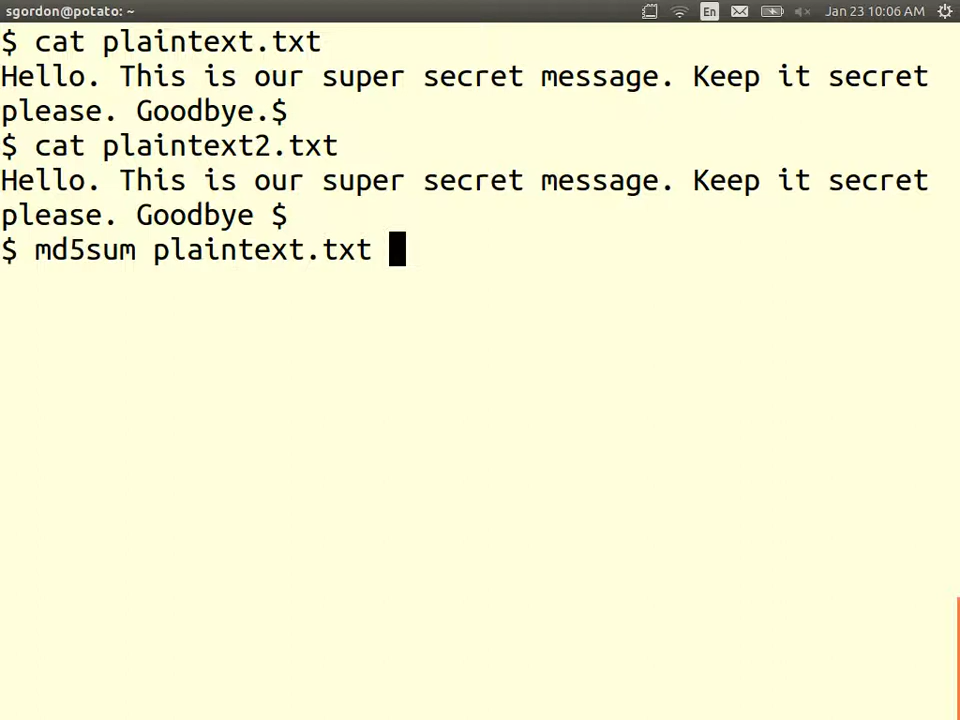 sgordon@potato: ~
En
Jan 23 10:06 AM
$ cat plaintext.txt
Hello. This is our super secret message. Keep it secret
please. Goodbye.$
$ cat plaintext2.txt
Hello. This is our super secret message. Keep it secret
please. Goodbye $
$ md5sum plaintext.txt